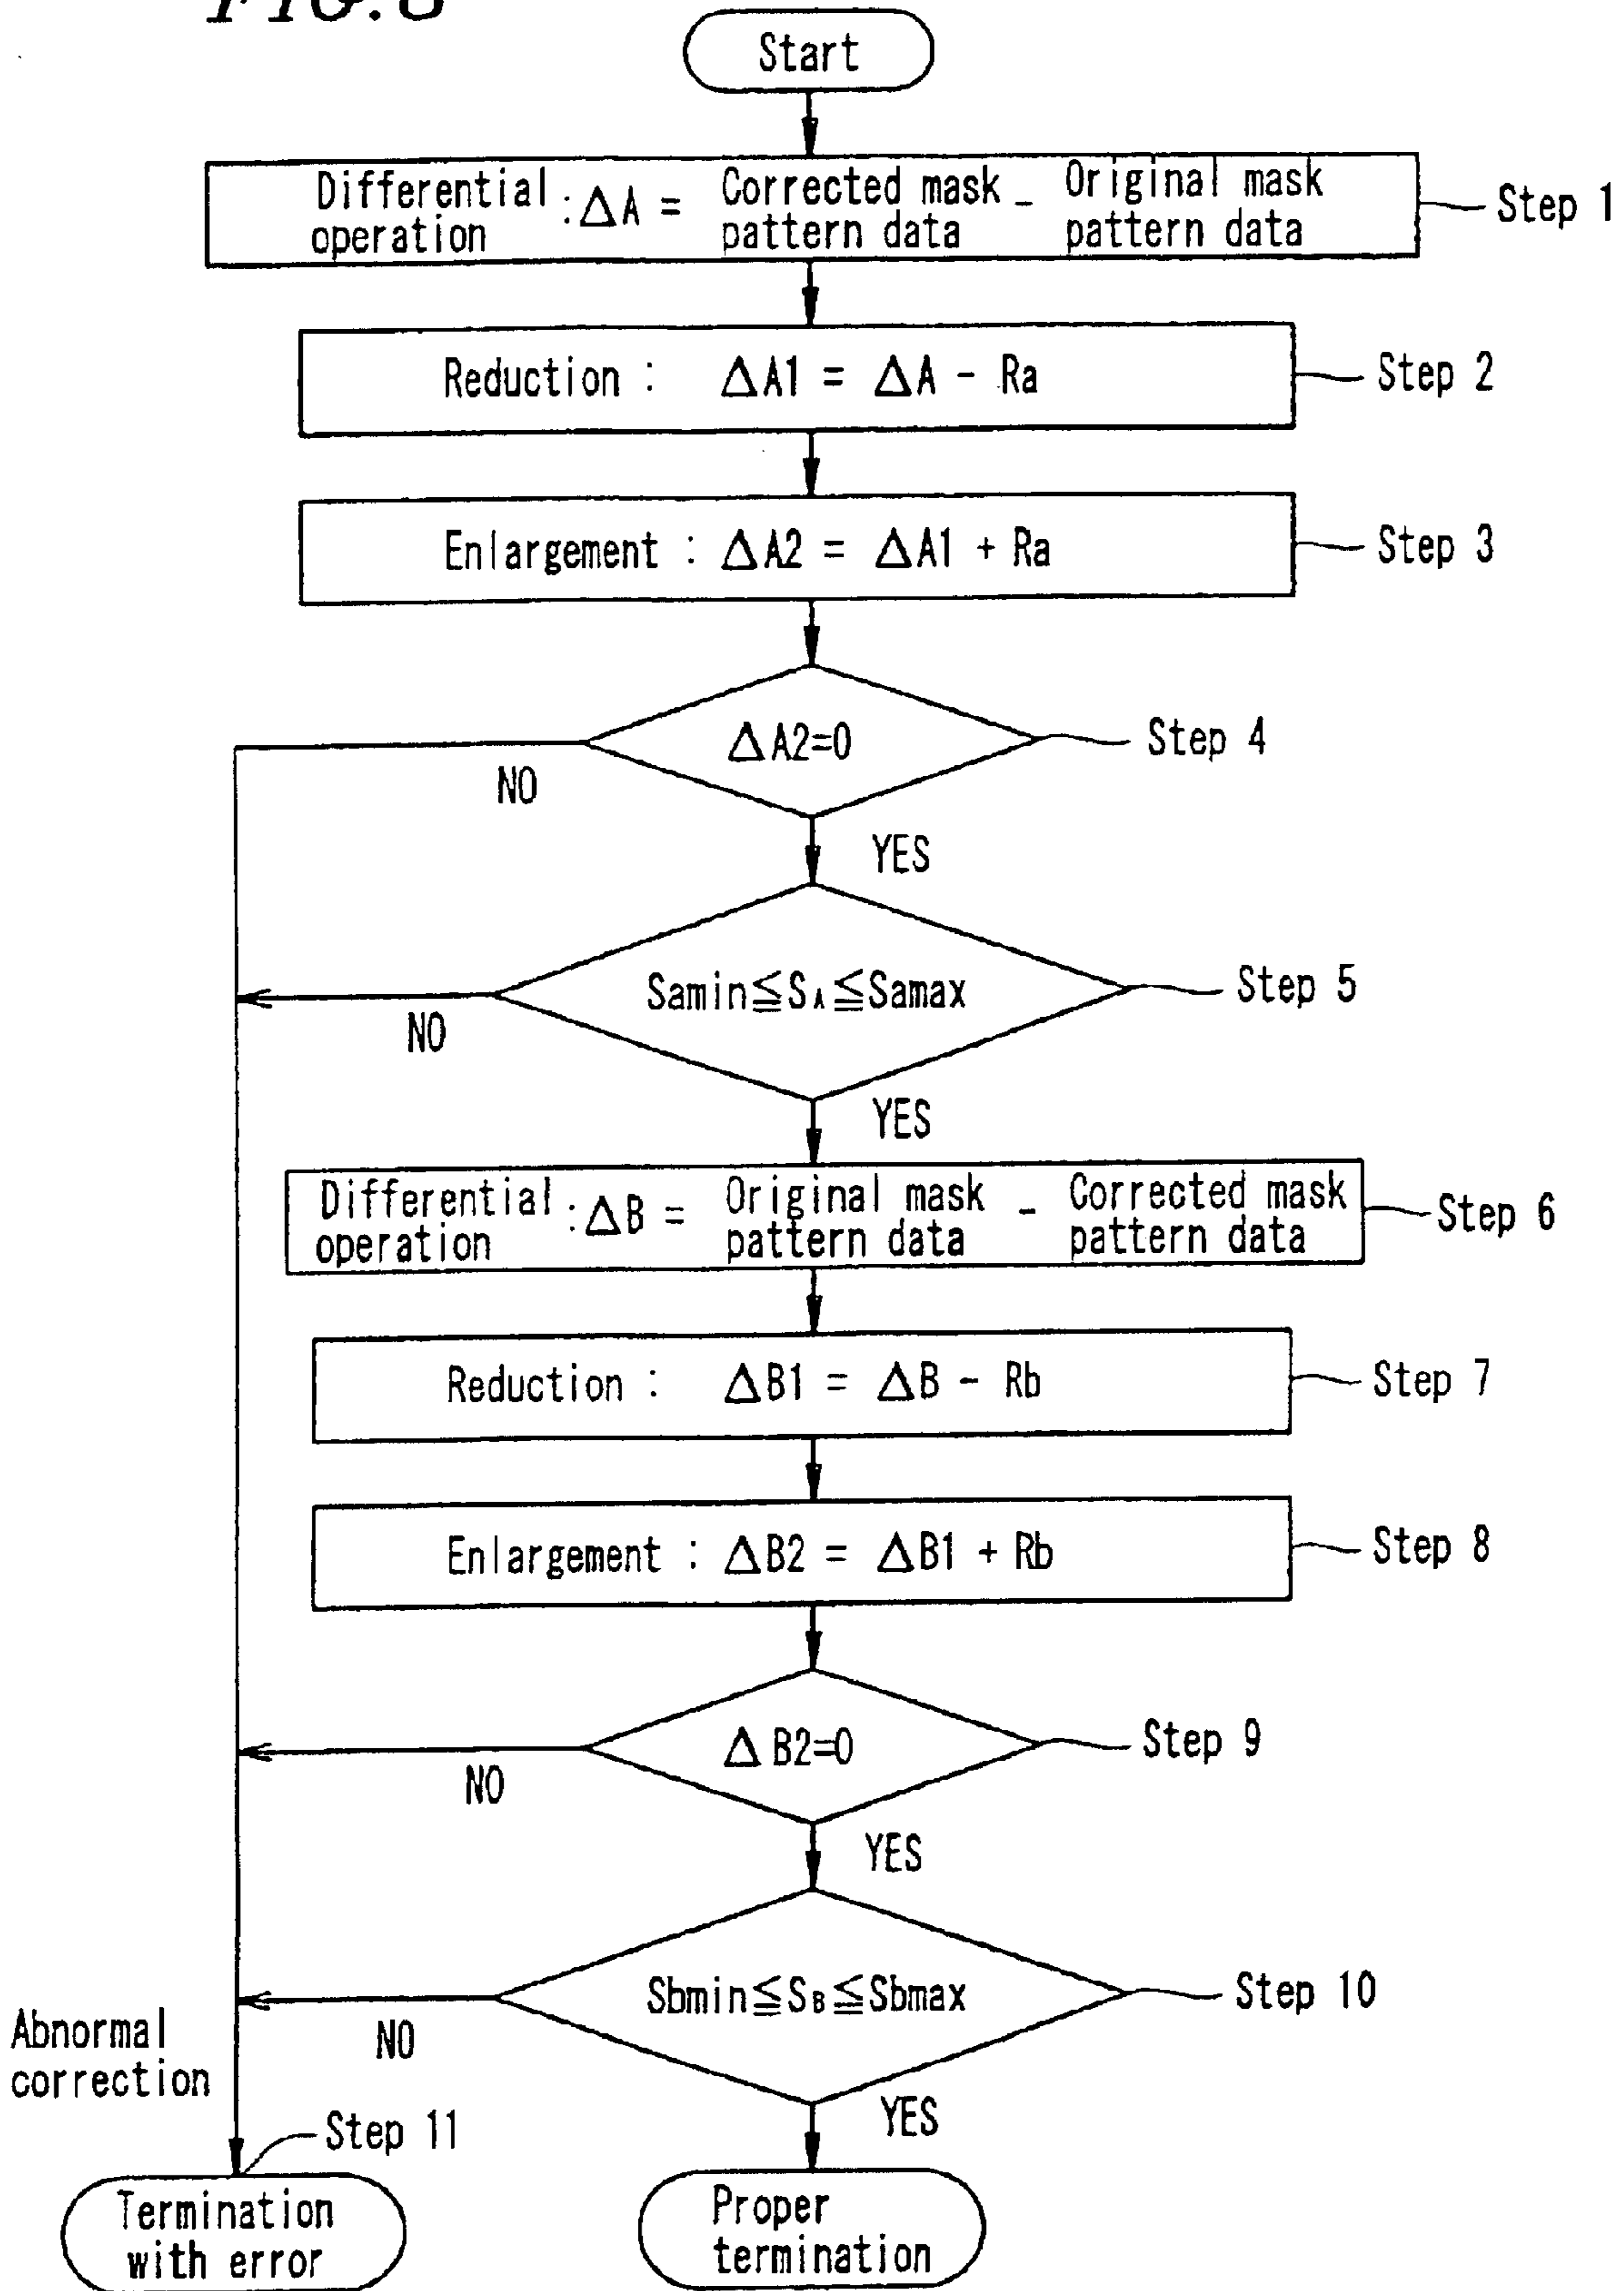 FIG. 8
Start
Differential operation : ΔA = Corrected mask pattern data - Original mask pattern data
Step 1
Reduction : ΔA1 = ΔA - Ra
Step 2
Enlargement : ΔA2 = ΔA1 + Ra
Step 3
ΔA2=0
Step 4
NO
YES
Samin≦SA≦Samax
Step 5
NO
YES
Differential operation : ΔB = Original mask pattern data - Corrected mask pattern data
Step 6
Reduction : ΔB1 = ΔB - Rb
Step 7
Enlargement : ΔB2 = ΔB1 + Rb
Step 8
ΔB2=0
Step 9
NO
YES
Sbmin≦SB≦Sbmax
Step 10
NO
Abnormal
correction
YES
Step 11
Termination
with error
Proper
termination